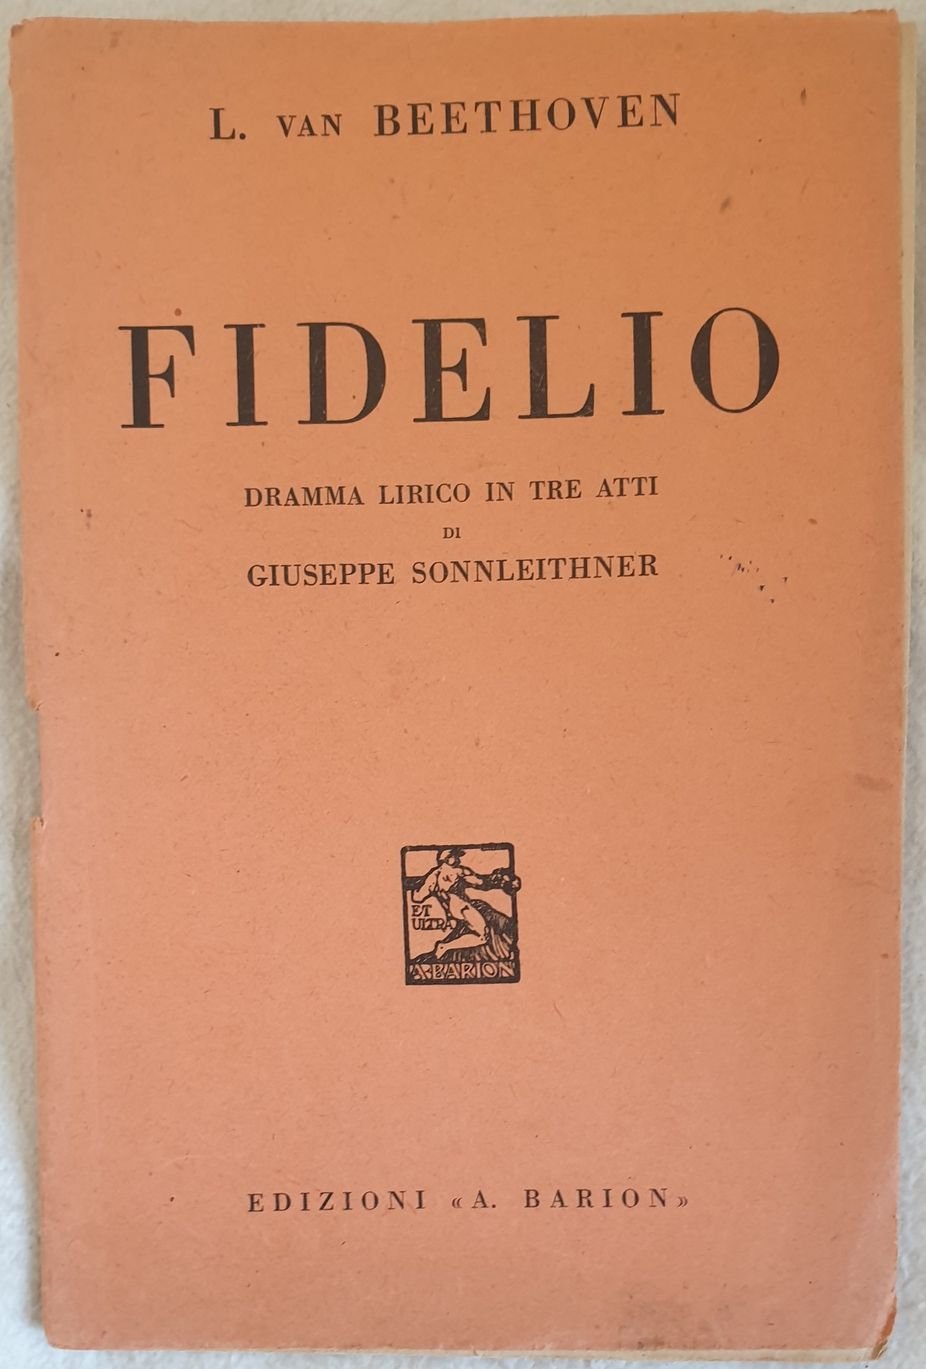 L. VAN BEETHOVEN
FIDELIO
DRAMMA LIRICO IN TRE ATTI
DI
GIUSEPPE SONNLEITHNER
ET
ULTRA
A·BARION
EDIZIONI «A. BARION»